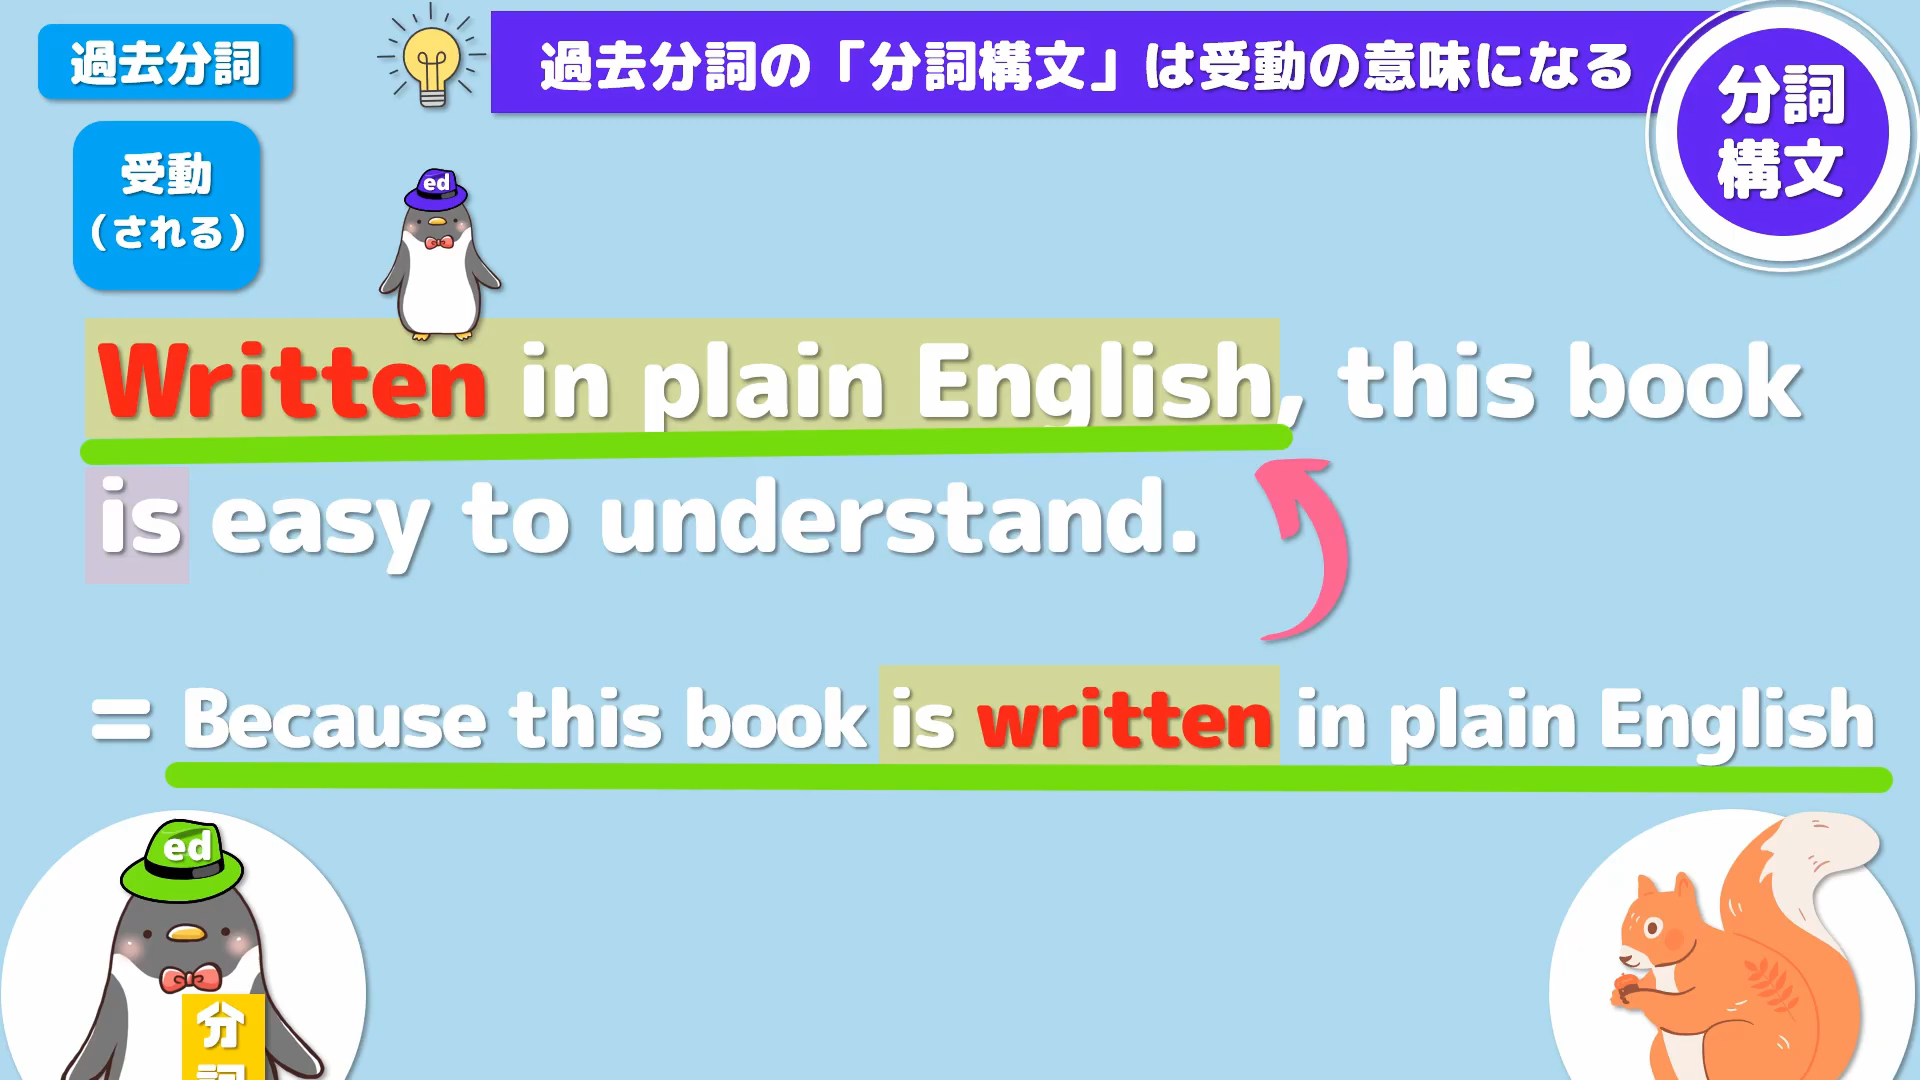 過去分詞
過去分詞の「分詞構文」は受動の意味になる
分詞
構文
受動
(される)
ed
Written in plain English, this book
is easy to understand.
= Because this book is written in plain English
ed
分
詞